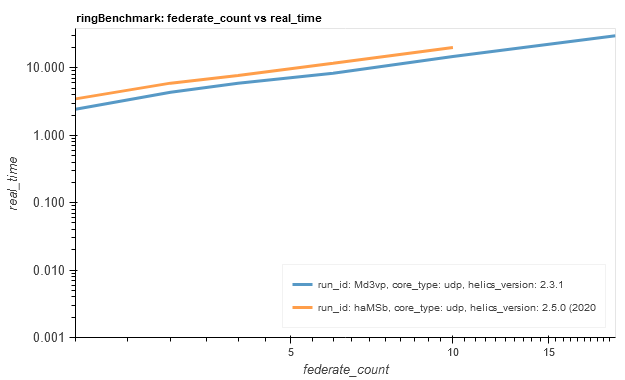 ringBenchmark: federate_count vs real_time
10.000
1.000
0.100
0.010
0.001
real_time
5
10
15
federate_count
run_id: Md3vp, core_type: udp, helics_version: 2.3.1
run_id: haMSb, core_type: udp, helics_version: 2.5.0 (2020